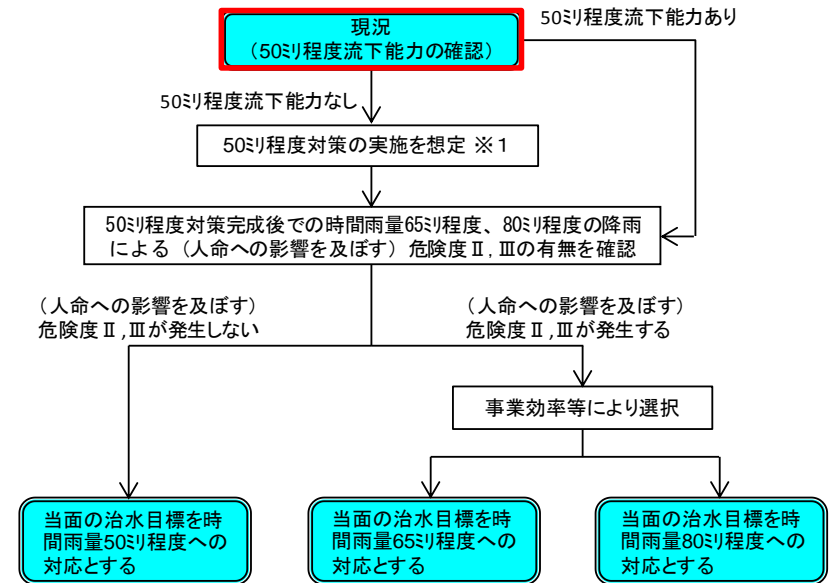 50ﾐﾘ程度流下能力あり
現況
（50ﾐﾘ程度流下能力の確認）
50ﾐﾘ程度流下能力なし
50ﾐﾘ程度対策の実施を想定 ※１
50ﾐﾘ程度対策完成後での時間雨量65ﾐﾘ程度、80ﾐﾘ程度の降雨
による（人命への影響を及ぼす）危険度Ⅱ,Ⅲの有無を確認
（人命への影響を及ぼす）
危険度Ⅱ,Ⅲが発生しない
（人命への影響を及ぼす）
危険度Ⅱ,Ⅲが発生する
事業効率等により選択
当面の治水目標を時
間雨量50ﾐﾘ程度への
対応とする
当面の治水目標を時
間雨量65ﾐﾘ程度への
対応とする
当面の治水目標を時
間雨量80ﾐﾘ程度への
対応とする